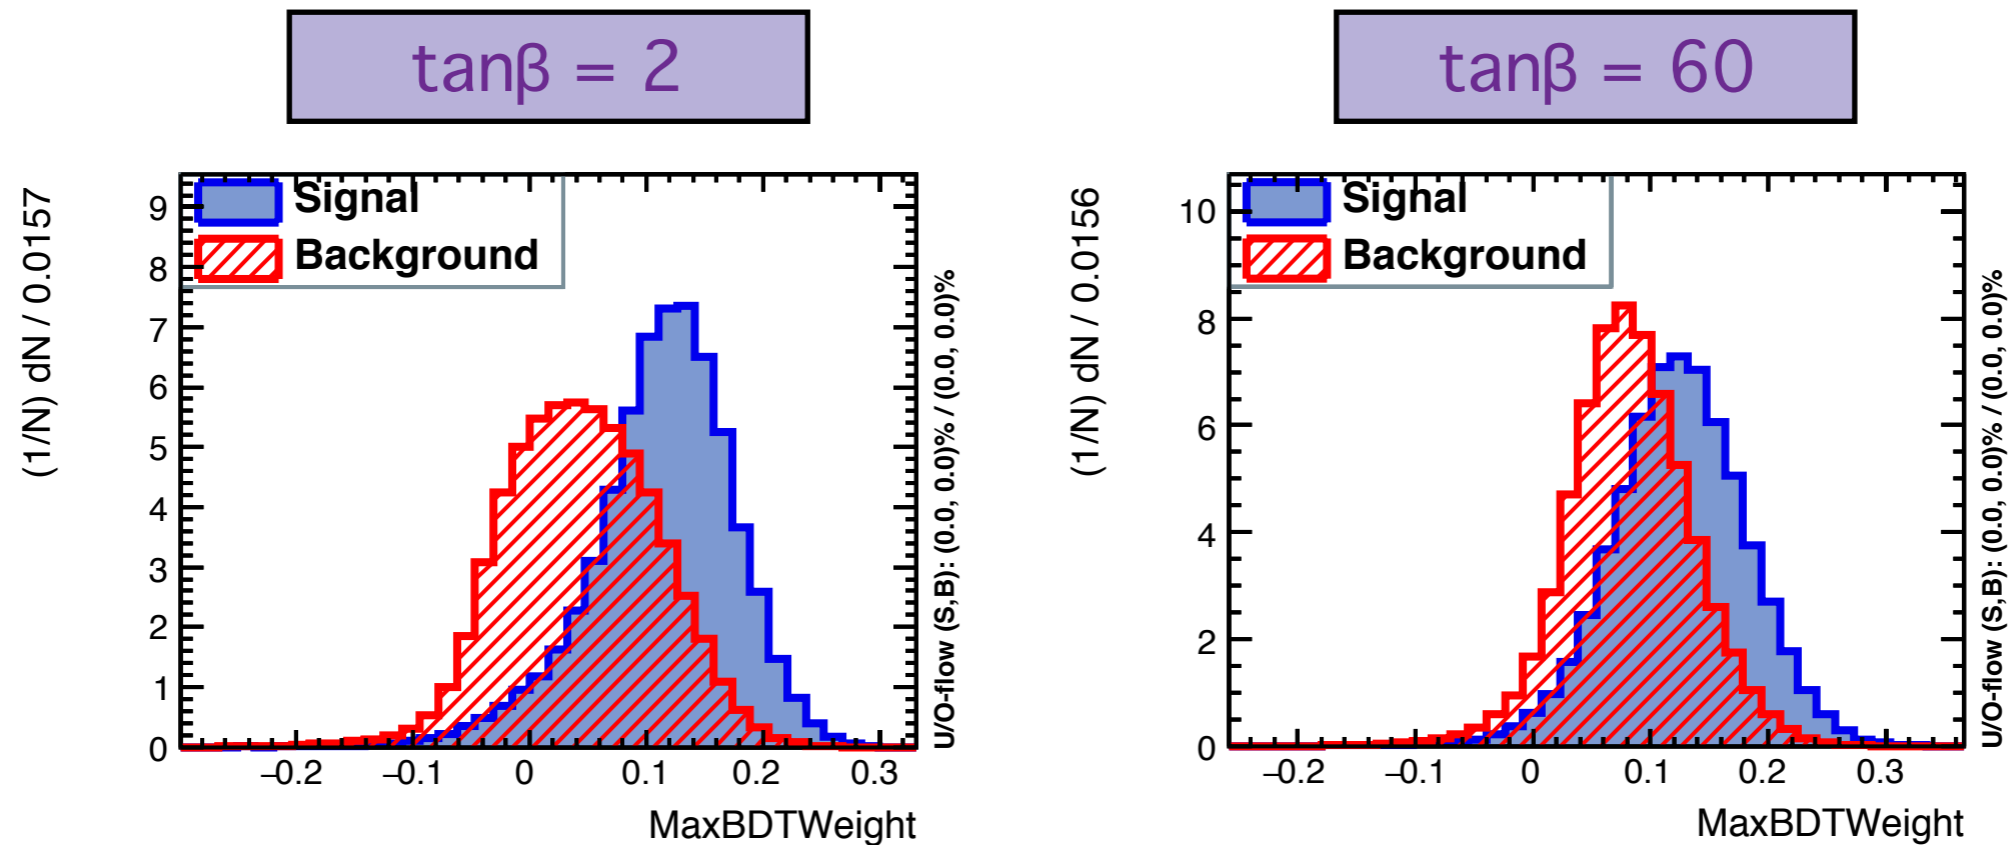 tanβ = 2
tanβ = 60
(1/N) dN / 0.0157
9
8
7
6
5
4
3
2
1
0
Signal
Background
−0.2
−0.1
0
0.1
0.2
0.3
MaxBDTWeight
U/O-flow (S,B): (0.0, 0.0)% / (0.0, 0.0)%
(1/N) dN / 0.0156
10
8
6
4
2
0
Signal
Background
−0.2
−0.1
0
0.1
0.2
0.3
MaxBDTWeight
U/O-flow (S,B): (0.0, 0.0)% / (0.0, 0.0)%